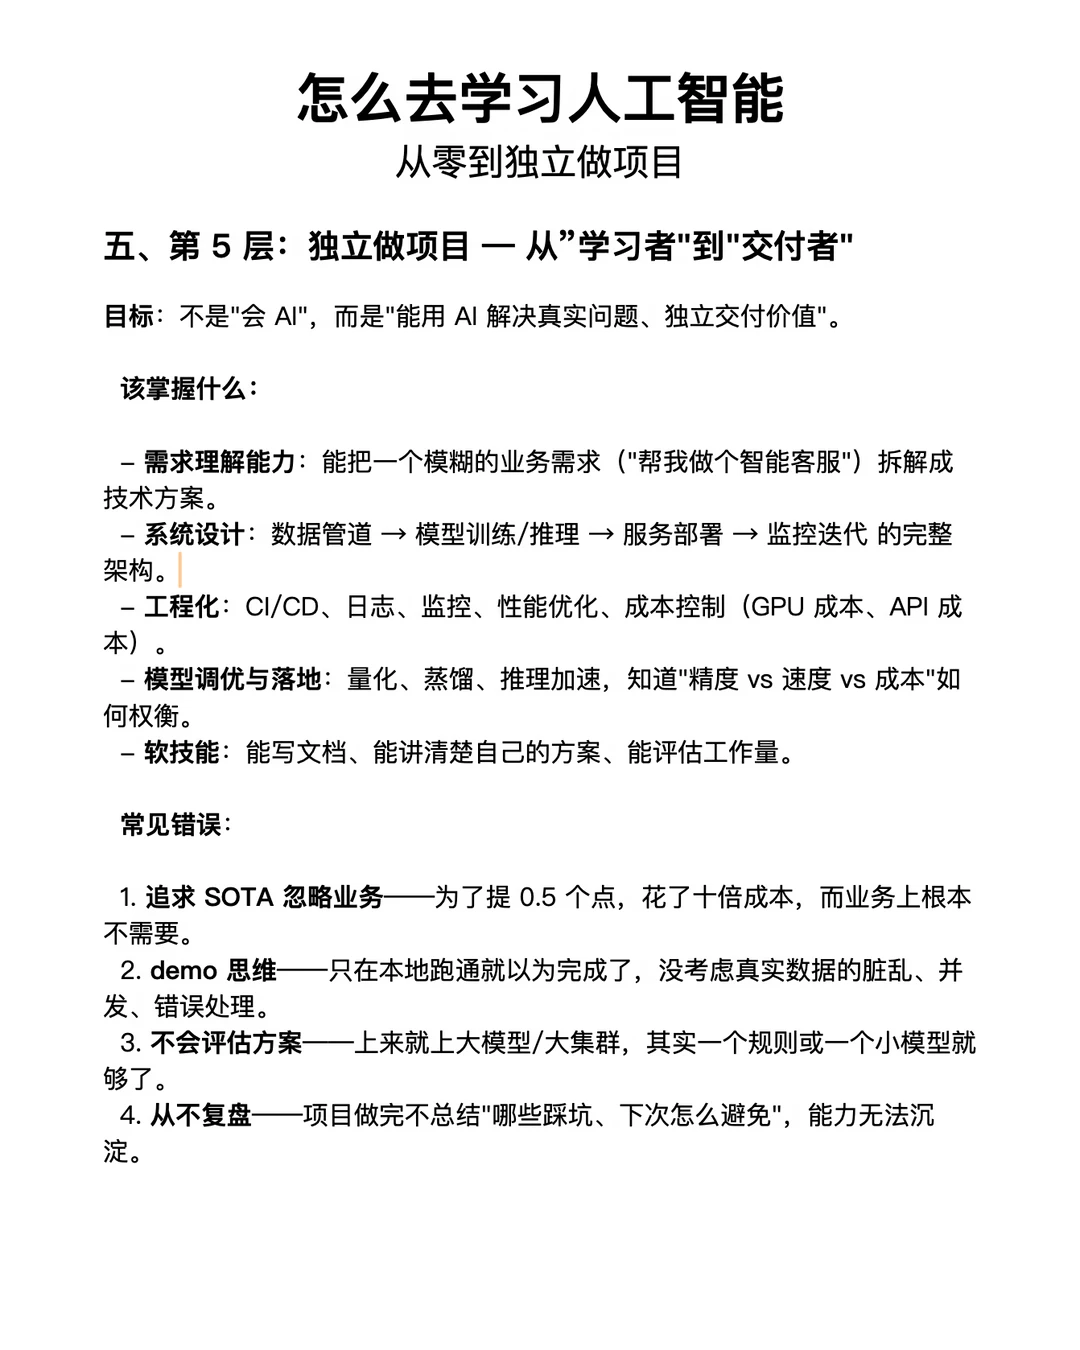 怎么去学习人工智能
从零到独立做项目
五、第 5 层：独立做项目 — 从”学习者"到"交付者"
目标：不是"会 AI"，而是"能用 AI 解决真实问题、独立交付价值"。
该掌握什么：
– 需求理解能力：能把一个模糊的业务需求（"帮我做个智能客服"）拆解成
技术方案。
– 系统设计：数据管道 → 模型训练/推理 → 服务部署 → 监控迭代 的完整
架构。
– 工程化：CI/CD、日志、监控、性能优化、成本控制（GPU 成本、API 成
本）。
– 模型调优与落地：量化、蒸馏、推理加速，知道"精度 vs 速度 vs 成本"如
何权衡。
– 软技能：能写文档、能讲清楚自己的方案、能评估工作量。
常见错误：
1. 追求 SOTA 忽略业务——为了提 0.5 个点，花了十倍成本，而业务上根本
不需要。
2. demo 思维——只在本地跑通就以为完成了，没考虑真实数据的脏乱、并
发、错误处理。
3. 不会评估方案——上来就上大模型/大集群，其实一个规则或一个小模型就
够了。
4. 从不复盘——项目做完不总结"哪些踩坑、下次怎么避免"，能力无法沉
淀。